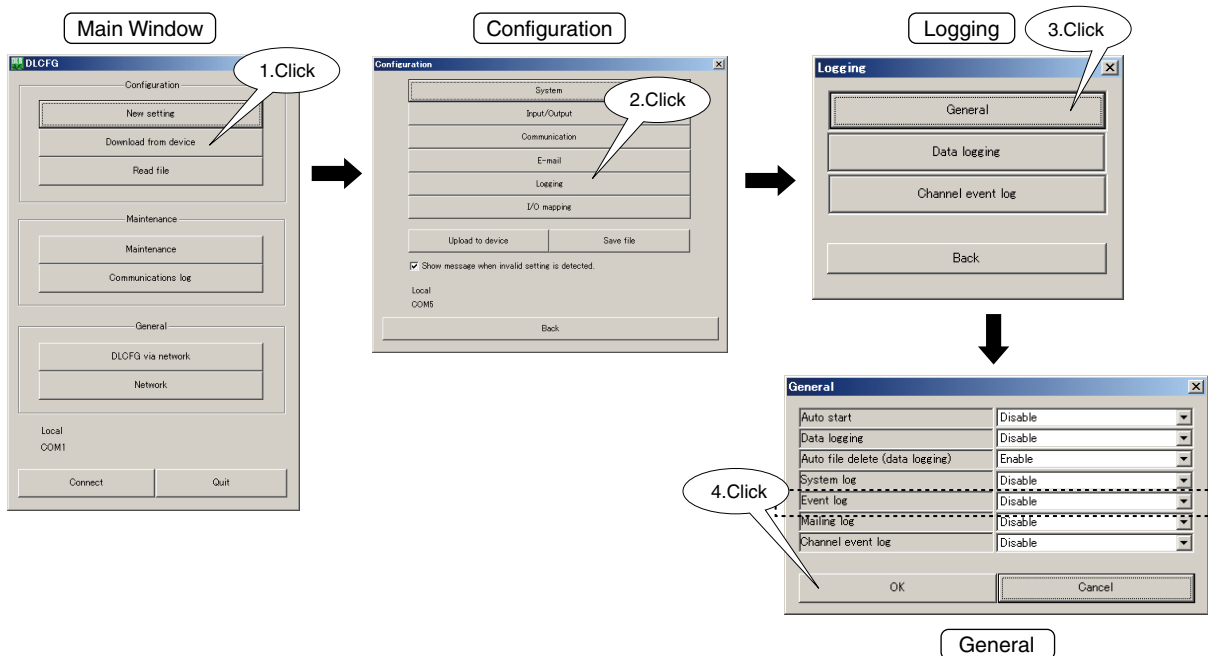 Main Window
DLCFG
1.Click
Configuration
New setting
Download from device
Read file
Maintenance
Maintenance
Communications log
General
DLCFG via network
Network
Local
COM1
Connect
Quit
Configuration
Configuration
System
2.Click
Input/Output
Communication
E-mail
Logging
I/O mapping
Upload to device
Save file
Show message when invalid setting is detected.
Local
COM5
Back
Logging
3.Click
Logging
General
Data logging
Channel event log
Back
General
Auto start Disable
Data logging Disable
Auto file delete (data logging) Enable
System log Disable
4.Click
Event log Disable
Mailing log Disable
Channel event log Disable
OK
Cancel
General